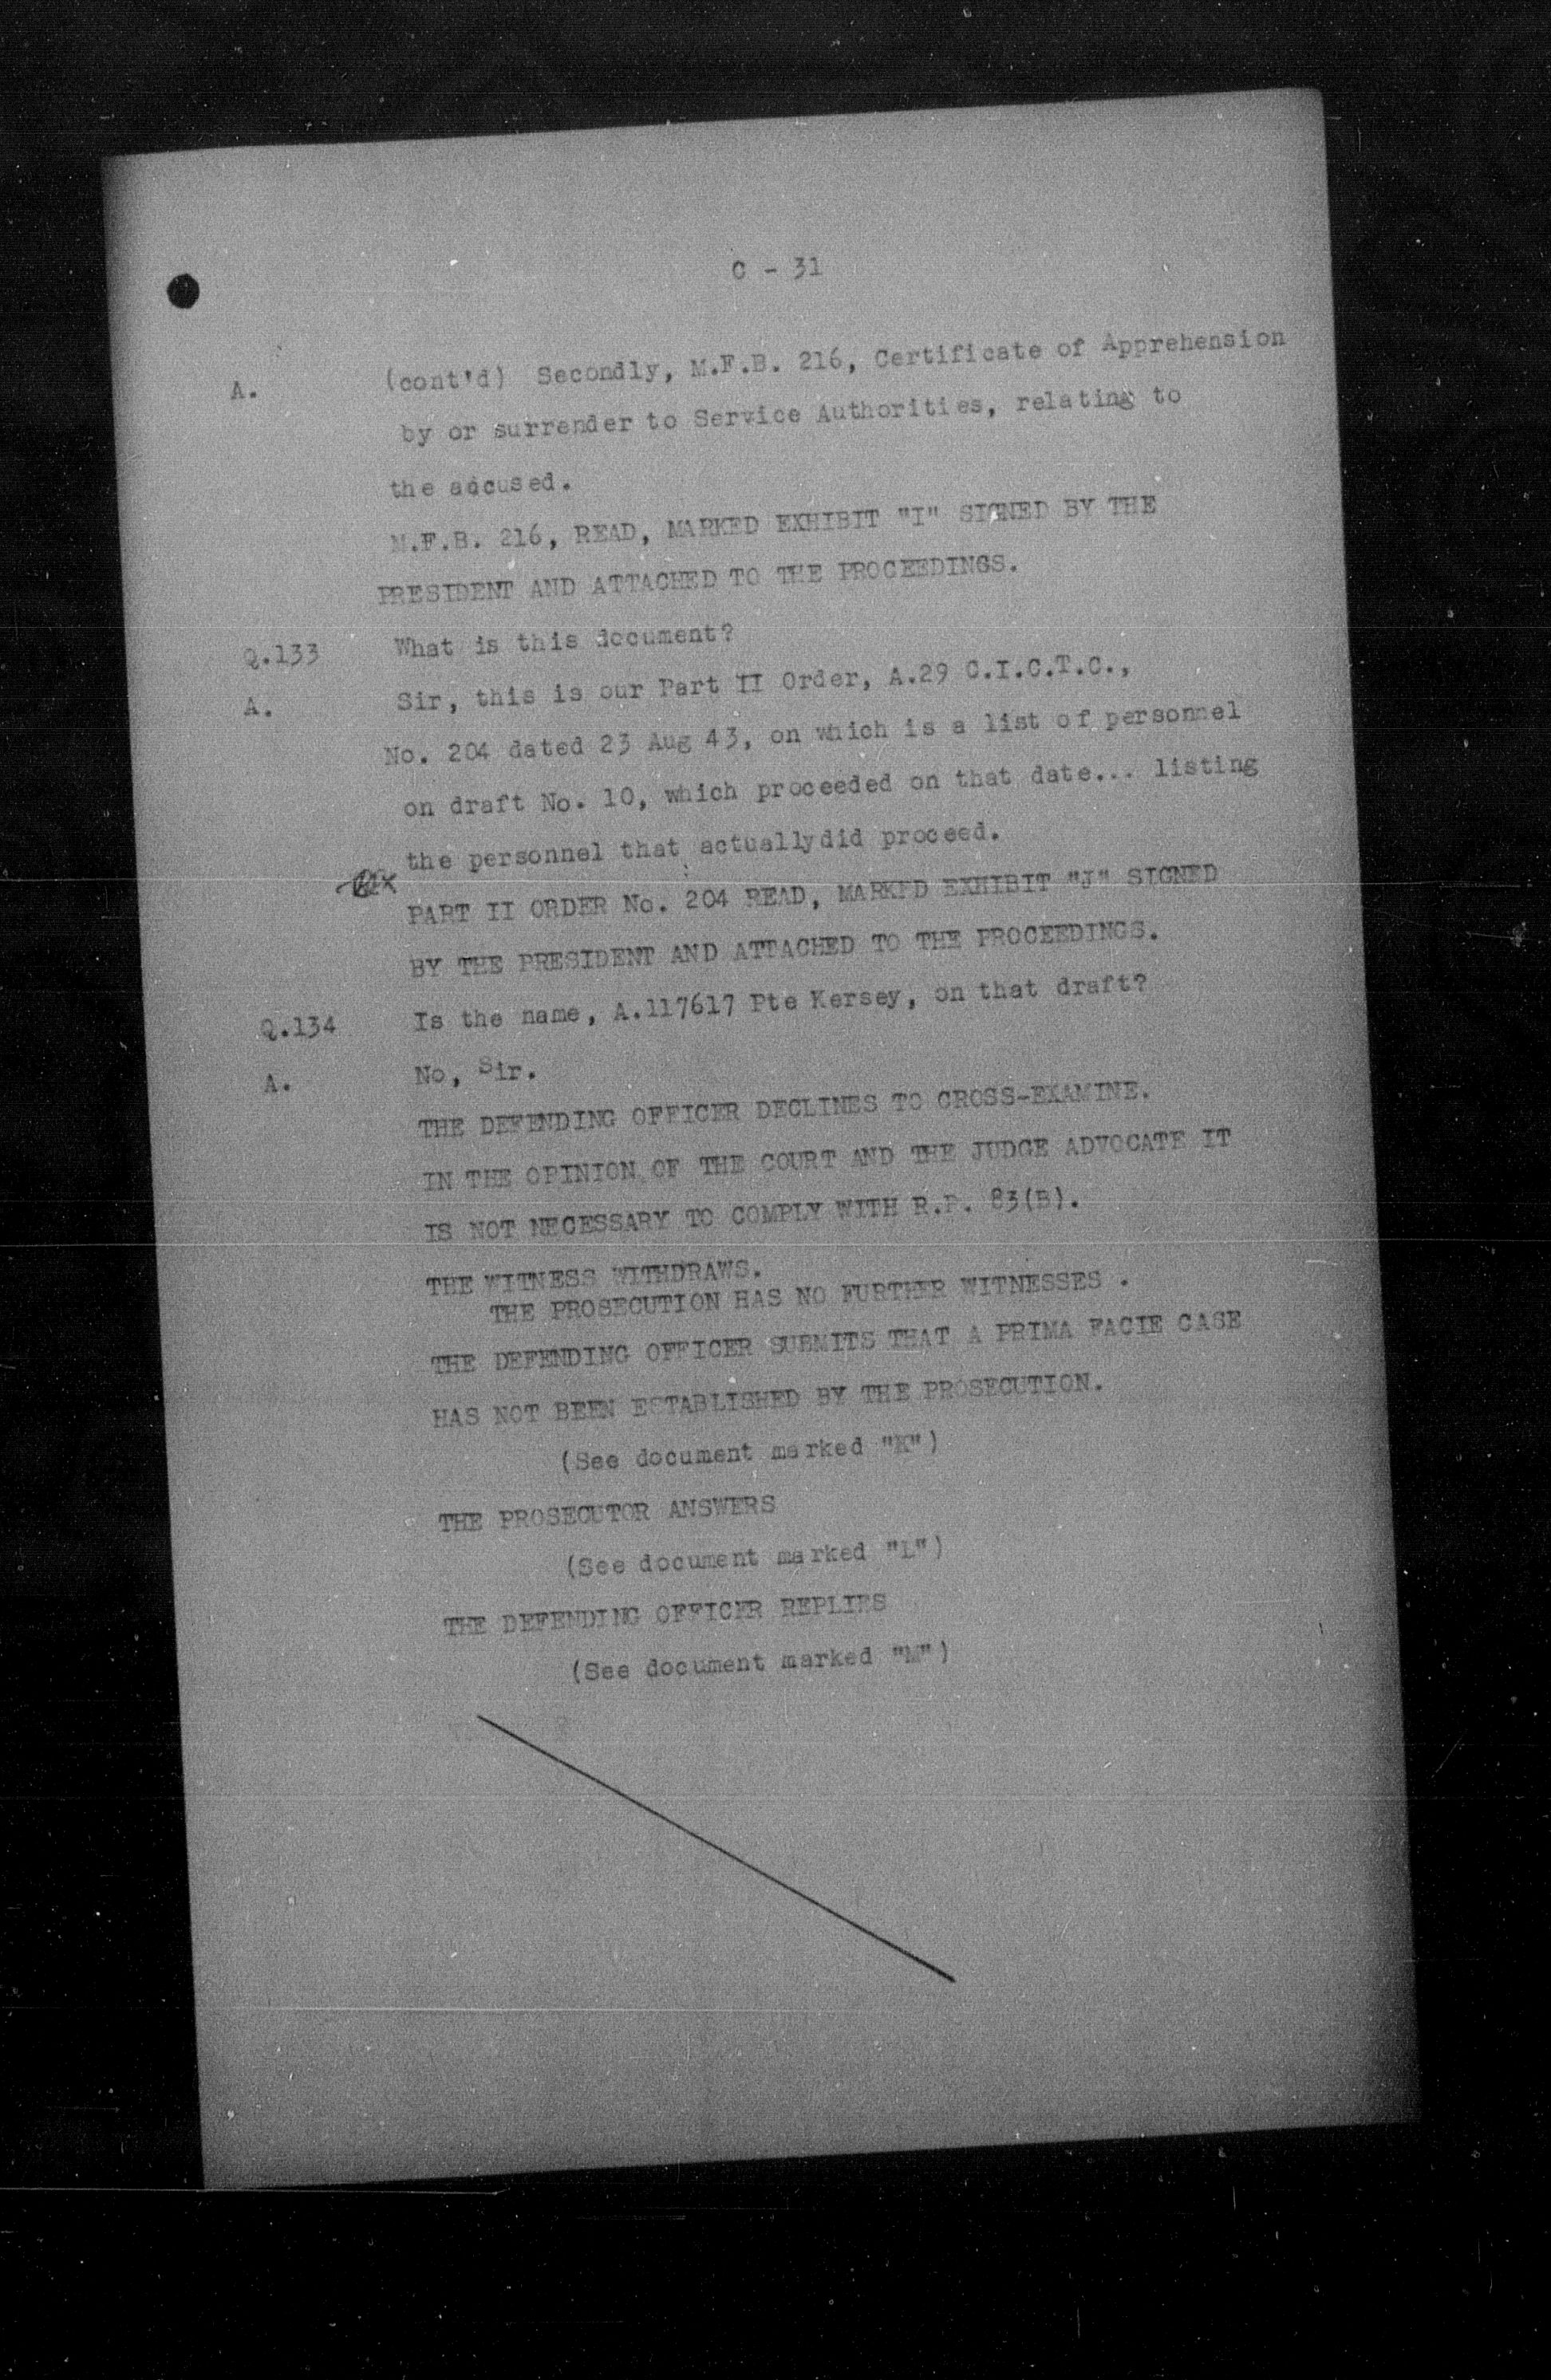 C - 31
A. (cont'd) Secondly, M.F.B. 216, Certificate of Apprehension
by or surrender to Service Authorities, relating to
the accused.
M.F.B. 216, READ, MARKED EXHIBIT "I" SIGNED BY THE
PRESIDENT AND ATTACHED TO THE PROCEEDINGS.
Q.133 What is this document?
A. Sir, this is our Part II Order, A.29 C.I.C.T.C.,
No. 204 dated 23 Aug 43, on which is a list of personnel
on draft No. 10, which proceeded on that date... listing
the personnel that actuallydid proceed.
PART II ORDER No. 204 READ, MARKED EXHIBIT "J" SIGNED
BY THE PRESIDENT AND ATTACHED TO THE PROCEEDINGS.
Q.134 Is the name, A.117617 Pte Kersey, on that draft?
A. No, Sir.
THE DEFENDING OFFICER DECLINES TO CROSS-EXAMINE.
IN THE OPINION OF THE COURT AND THE JUDGE ADVOCATE IT
IS NOT NECESSARY TO COMPLY WITH R.P. 83(B).
THE WITNESS WITHDRAWS.
THE PROSECUTION HAS NO FURTHER WITNESSES .
THE DEFENDING OFFICER SUBMITS THAT A PRIMA FACIE CASE
HAS NOT BEEN ESTABLISHED BY THE PROSECUTION.
(See document marked "K")
THE PROSECUTOR ANSWERS
(See document marked "L")
THE DEFENDING OFFICER REPLIES
(See document marked "M")